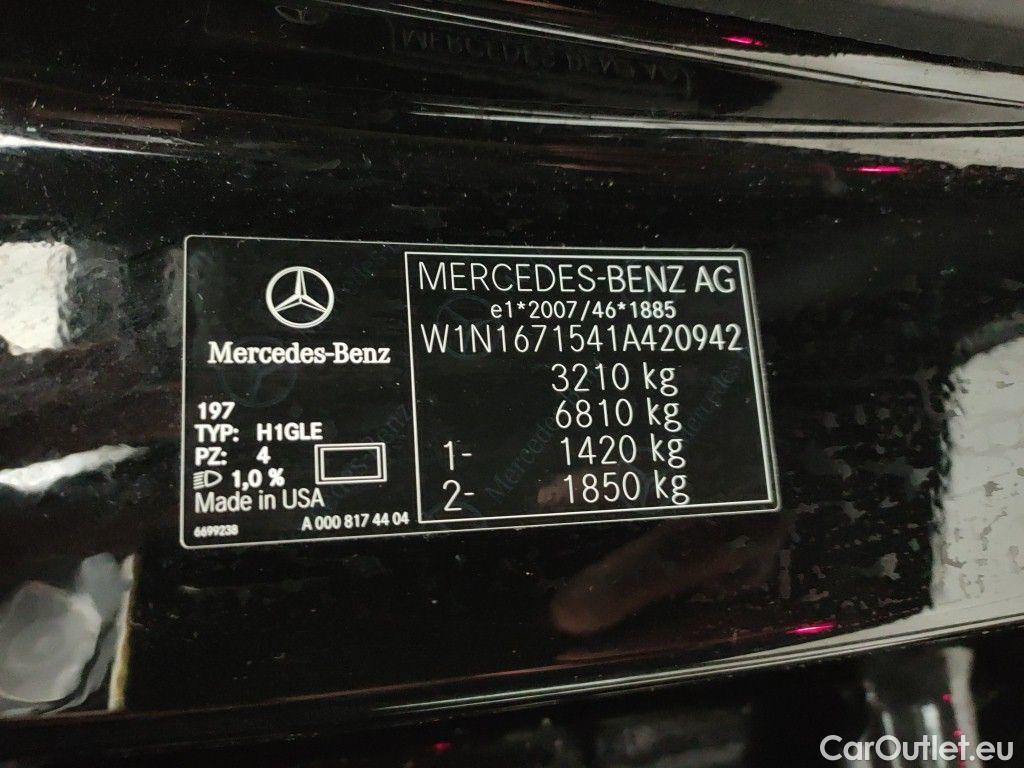 Mercedes-Benz
197
TYP: H1GLE
PZ: 4
1,0 %
Made in USA
6699238
A 000 817 44 04
MERCEDES-BENZ AG
e1*2007/46*1885
W1N1671541A420942
3210 kg
6810 kg
1- 1420 kg
2- 1850 kg
CarOutlet.eu